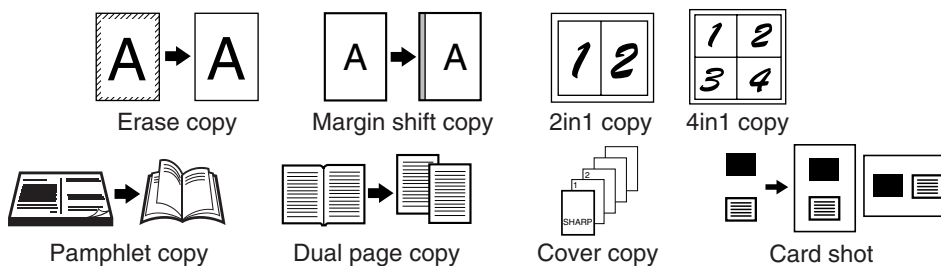 A A
A A
1 2
1 2
3 4
Erase copy
Margin shift copy
2in1 copy
4in1 copy
2
1
SHARP
Pamphlet copy
Dual page copy
Cover copy
Card shot